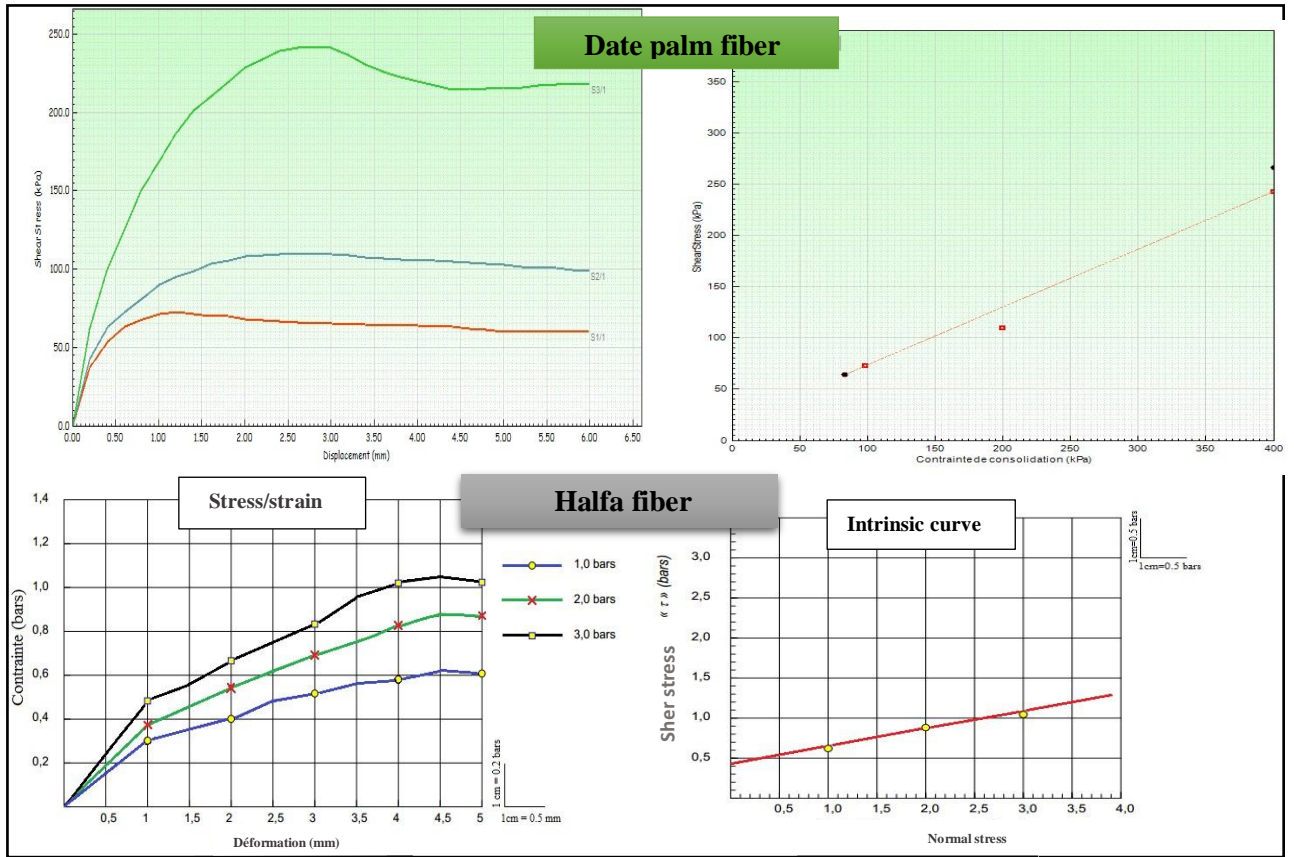 Date palm fiber
250.0
200.0
150.0
100.0
50.0
0.0
Shear Stress (kPa)
S3/1
S2/1
S1/1
0.00 0.50 1.00 1.50 2.00 2.50 3.00 3.50 4.00 4.50 5.00 5.50 6.00 6.50
Displacement (mm)
350
300
250
200
150
100
50
0
ShearStress (kPa)
0 50 100 150 200 250 300 350 400
Contrainte de consolidation (kPa)
Halfa fiber
Stress/strain
1,4
1,2
1,0
0,8
0,6
0,4
0,2
Contrainte (bars)
0,5 1 1,5 2 2,5 3 3,5 4 4,5 5
Déformation (mm)
1,0 bars
2,0 bars
3,0 bars
1 cm = 0.2 bars
1cm = 0.5 mm
Intrinsic curve
3,0
2,5
2,0
1,5
1,0
0,5
Sher stress
« τ » (bars)
0,5 1,0 1,5 2,0 2,5 3,0 3,5 4,0
Normal stress
1cm=0.5 bars
1cm=0.5 bars